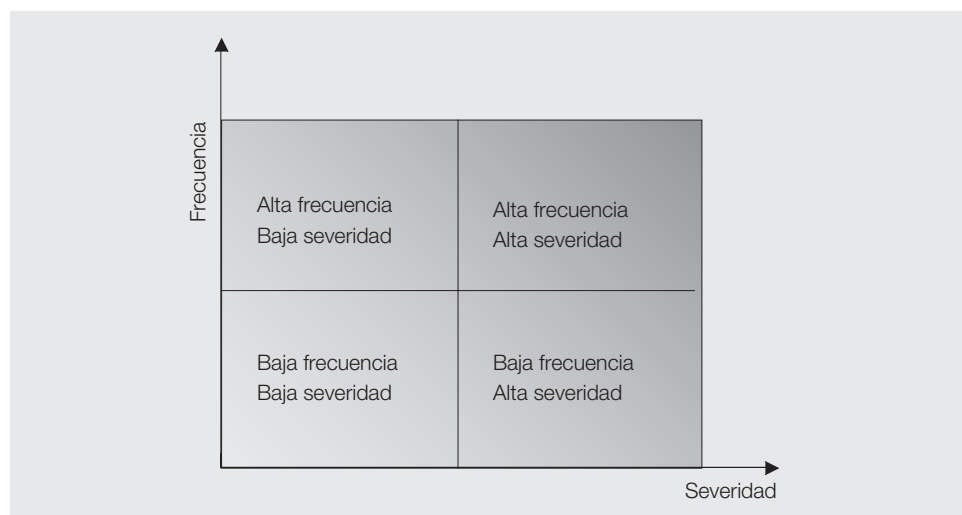 Frecuencia
Alta frecuencia
Baja severidad
Alta frecuencia
Alta severidad
Baja frecuencia
Baja severidad
Baja frecuencia
Alta severidad
Severidad